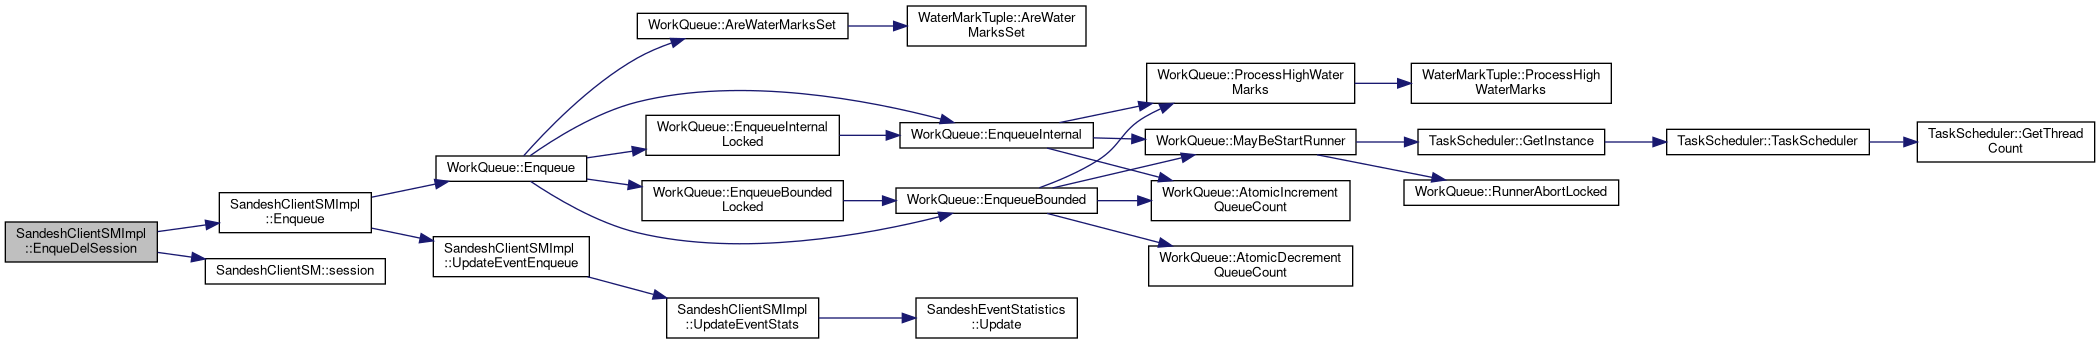 SandeshClientSMImpl
::EnqueDelSession
SandeshClientSMImpl
::Enqueue
SandeshClientSM::session
WorkQueue::Enqueue
SandeshClientSMImpl
::UpdateEventEnqueue
WorkQueue::AreWaterMarksSet
WorkQueue::EnqueueInternal
Locked
WorkQueue::EnqueueBounded
Locked
SandeshClientSMImpl
::UpdateEventStats
WaterMarkTuple::AreWater
MarksSet
WorkQueue::EnqueueInternal
WorkQueue::EnqueueBounded
SandeshEventStatistics
::Update
WorkQueue::ProcessHighWater
Marks
WorkQueue::MayBeStartRunner
WorkQueue::AtomicIncrement
QueueCount
WorkQueue::AtomicDecrement
QueueCount
WaterMarkTuple::ProcessHigh
WaterMarks
TaskScheduler::GetInstance
WorkQueue::RunnerAbortLocked
TaskScheduler::TaskScheduler
TaskScheduler::GetThread
Count